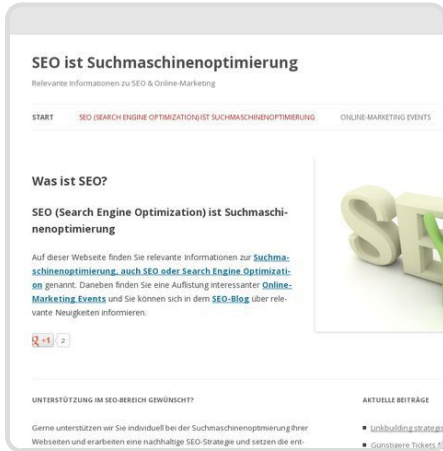 SEO ist Suchmaschinenoptimierung
Relevante Informationen zu SEO & Online-Marketing
START SEO (SEARCH ENGINE OPTIMIZATION) IST SUCHMASCHINENOPTIMIERUNG ONLINE-MARKETING EVENTS
Was ist SEO?
SEO (Search Engine Optimization) ist Suchmaschi-
nenoptimierung
Auf dieser Webseite finden Sie relevante Informationen zur Suchma-
schinenoptimierung, auch SEO oder Search Engine Optimizati-
on genannt. Daneben finden Sie eine Auflistung interessanter Online-
Marketing Events und Sie können sich in dem SEO-Blog über rele-
vante Neuigkeiten informieren.
SE
+1 2
UNTERSTÜTZUNG IM SEO-BEREICH GEWÜNSCHT?
Gerne unterstützen wir Sie individuell bei der Suchmaschinenoptimierung Ihrer
Webseiten und erarbeiten eine nachhaltige SEO-Strategie und setzen die ent-
AKTUELLE BEITRÄGE
Linkbuilding strategis
Günstigere Tickets f